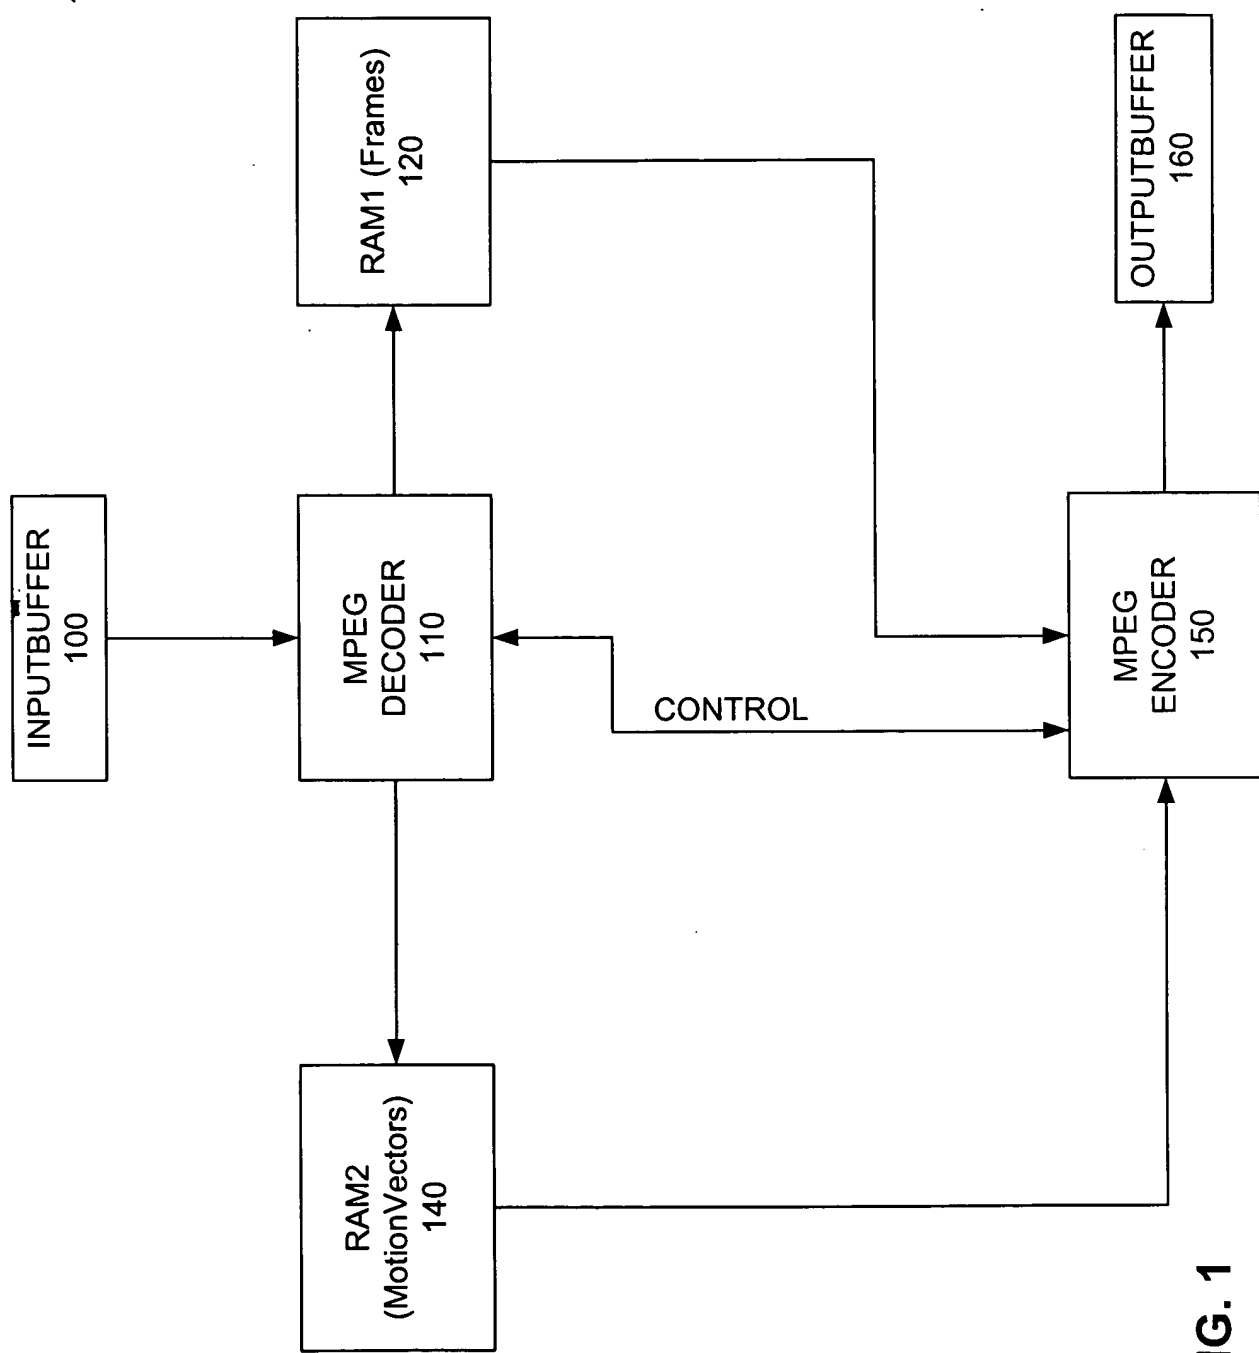 INPUTBUFFER
100
RAM2
(MotionVectors)
140
MPEG
DECODER
110
RAM1 (Frames)
120
CONTROL
MPEG
ENCODER
150
OUTPUTBUFFER
160
IG. 1